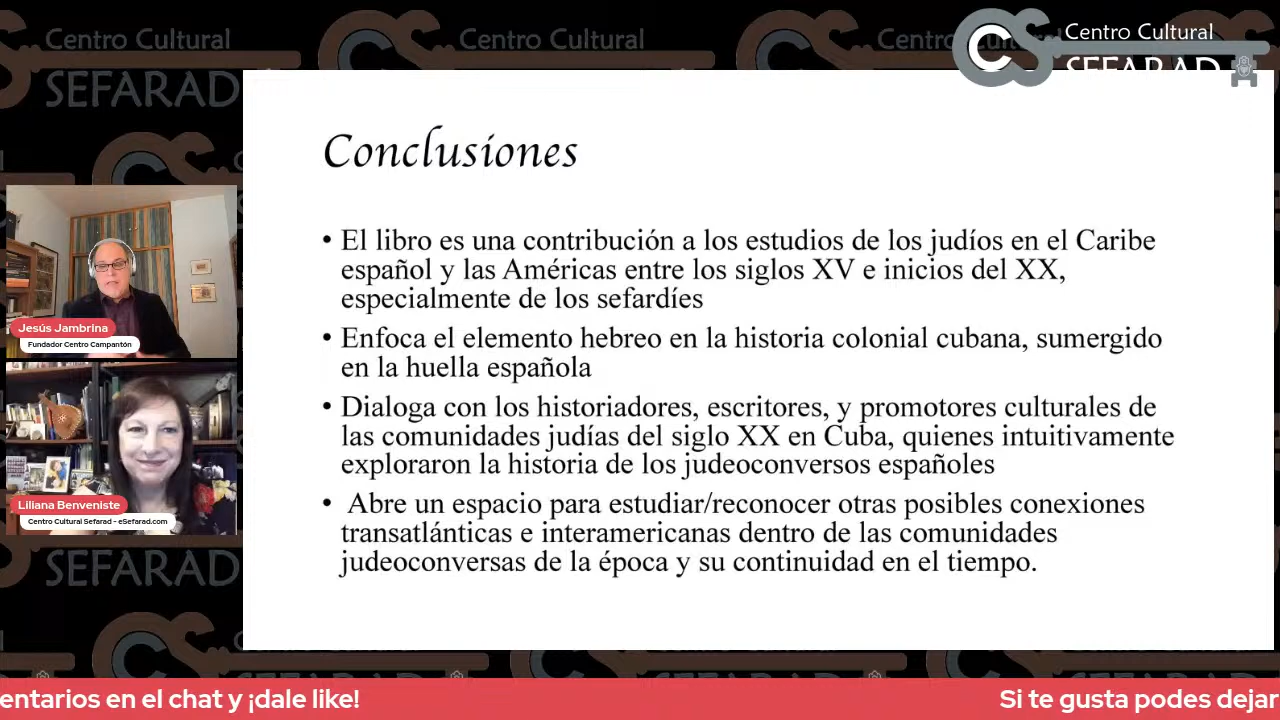 Centro Cultural
SEFARAD
Centro Cultural
Centro Cultural
SEFARAD
Conclusiones
• El libro es una contribución a los estudios de los judíos en el Caribe
español y las Américas entre los siglos XV e inicios del XX,
especialmente de los sefardíes
• Enfoca el elemento hebreo en la historia colonial cubana, sumergido
en la huella española
• Dialoga con los historiadores, escritores, y promotores culturales de
las comunidades judías del siglo XX en Cuba, quienes intuitivamente
exploraron la historia de los judeoconversos españoles
• Abre un espacio para estudiar/reconocer otras posibles conexiones
transatlánticas e interamericanas dentro de las comunidades
judeoconversas de la época y su continuidad en el tiempo.
Jesús Jambrina
Fundador Centro Campantón
Liliana Benveniste
Centro Cultural Sefarad - eSefarad.com
SEFARAD
entarios en el chat y ¡dale like!
Si te gusta podes dejar